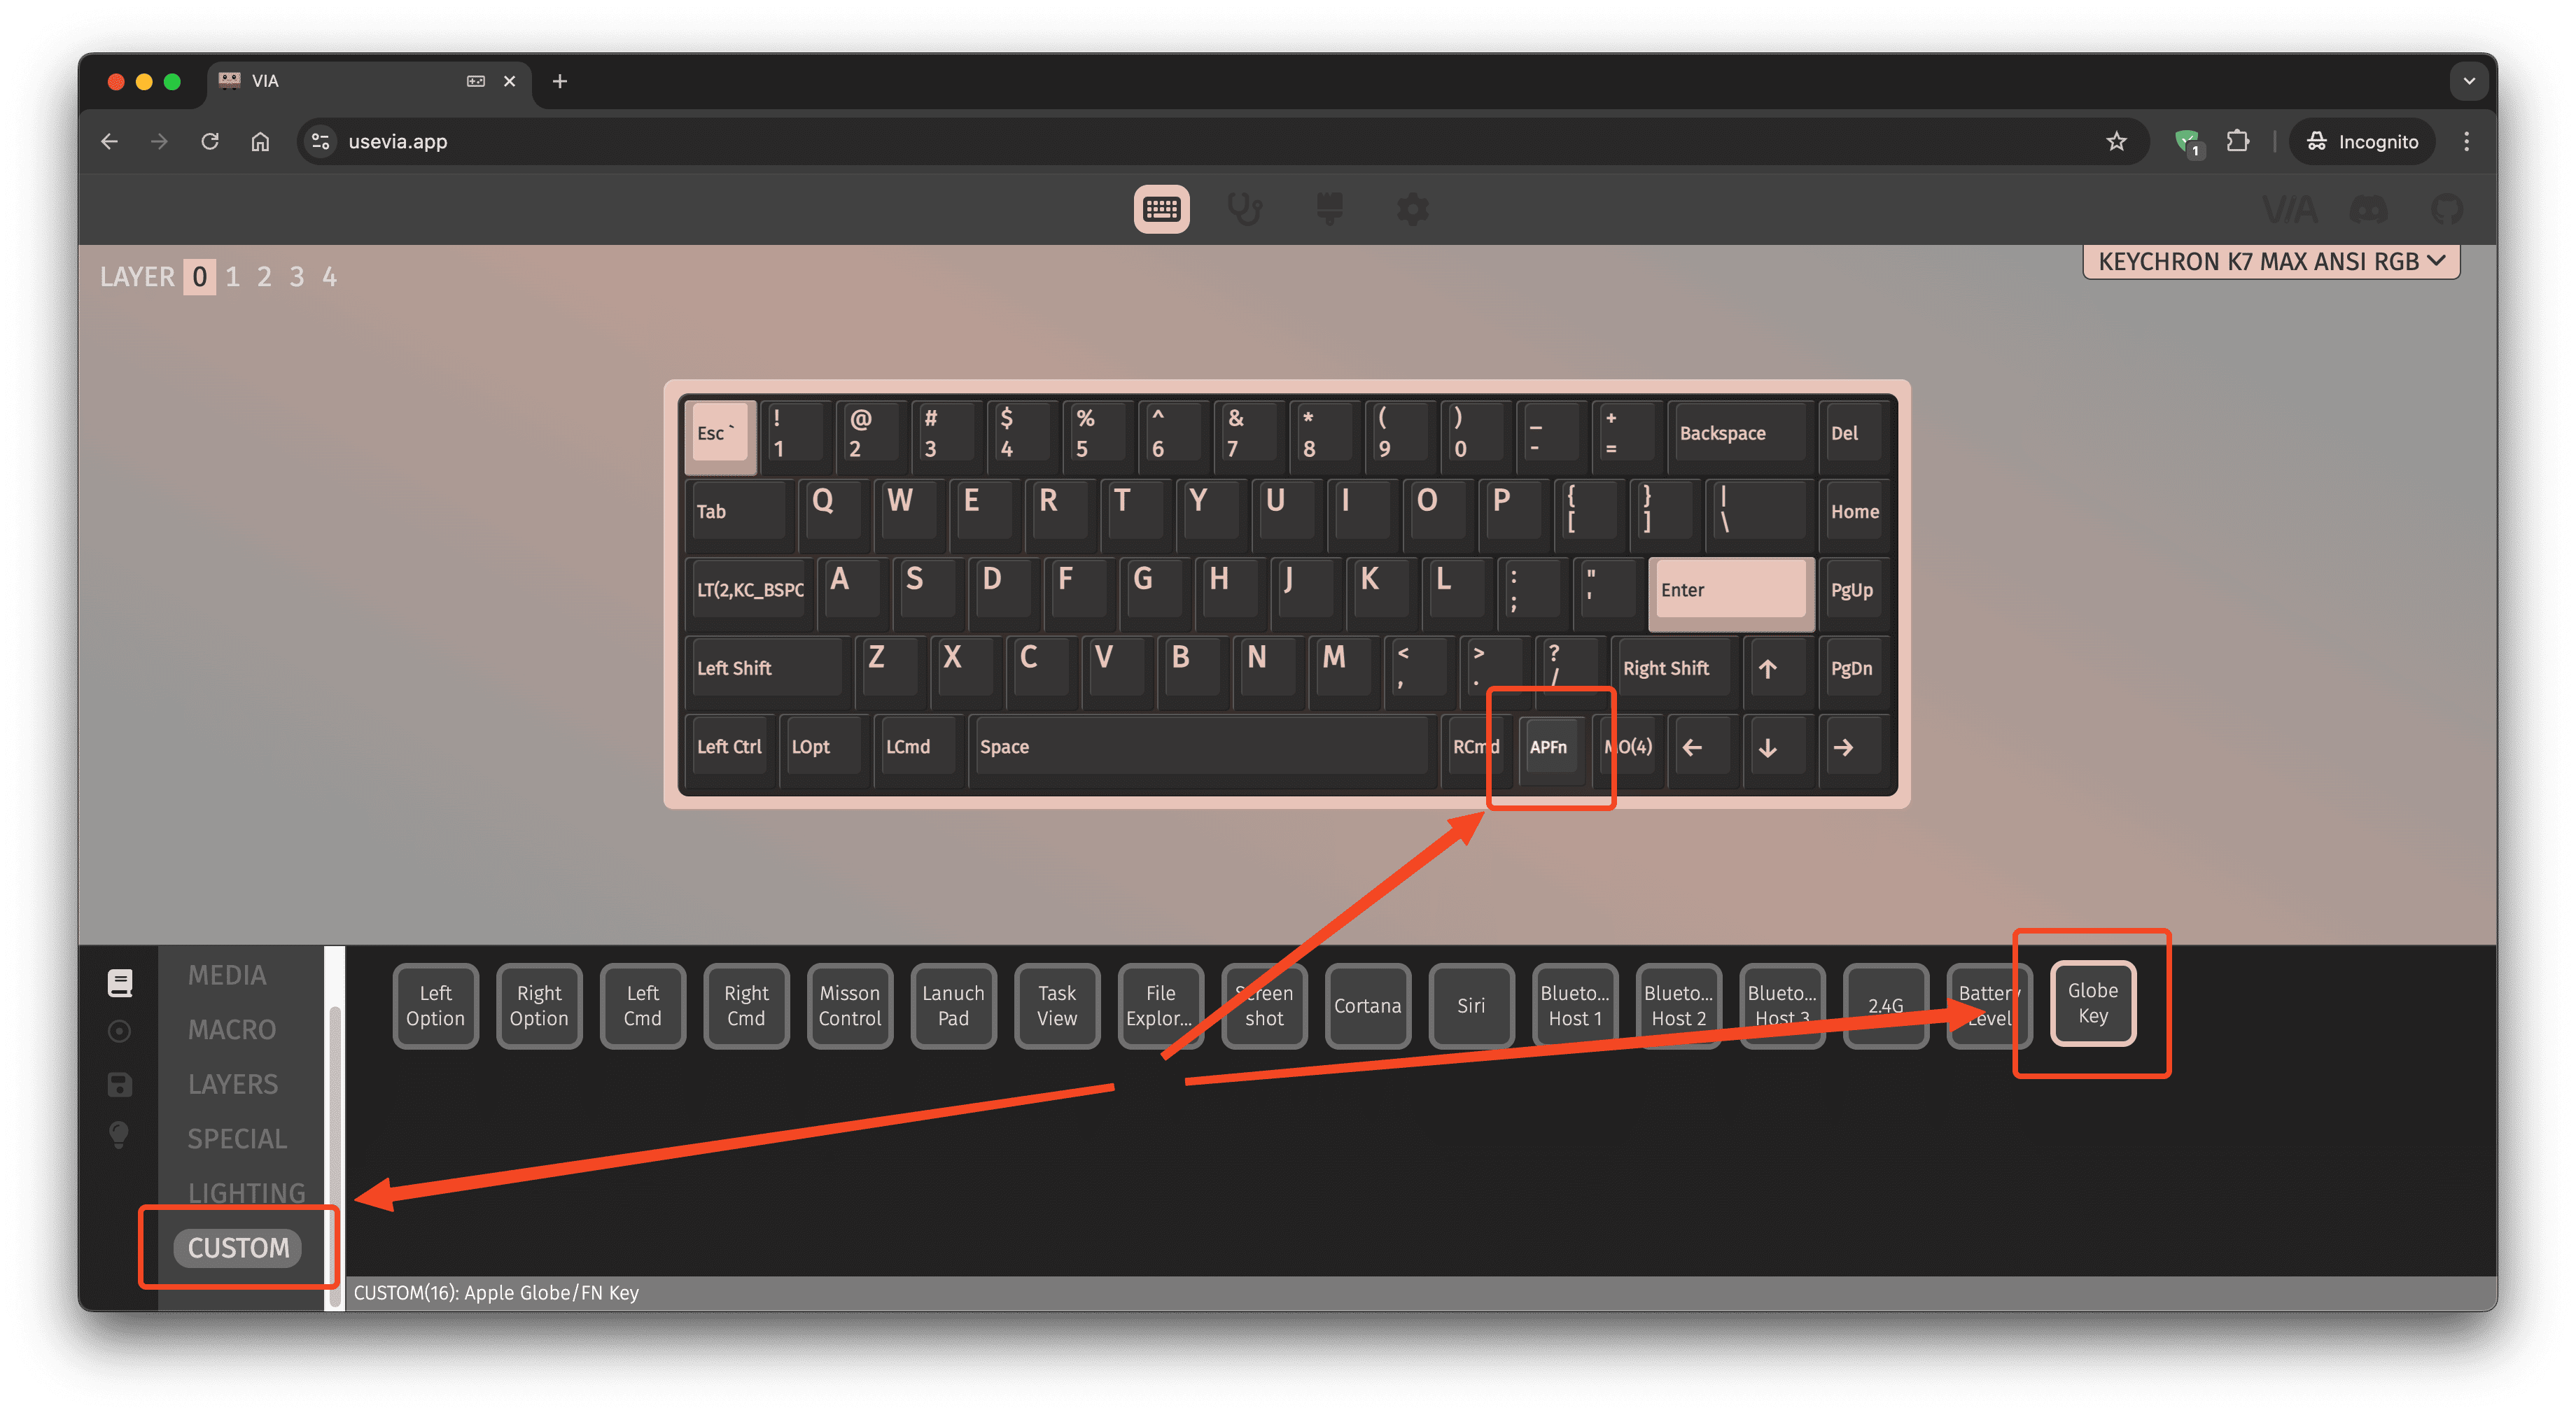 VIA
usevia.app
1
Incognito
VIA
LAYER 0 1 2 3 4
KEYCHRON K7 MAX ANSI RGB
Esc ` ! 1 @ 2 # 3 $ 4 % 5 ^ 6 & 7 * 8 ( 9 ) 0 _ - + = Backspace Del
Tab Q W E R T Y U I O P { [ } ] | \ Home
LT(2,KC_BSPC A S D F G H J K L : ; " ' Enter PgUp
Left Shift Z X C V B N M < , > . ? / Right Shift ↑ PgDn
Left Ctrl LOpt LCmd Space RCmd APFn MO(4) ← ↓ →
MEDIA
MACRO
LAYERS
SPECIAL
LIGHTING
CUSTOM
Left
Option
Right
Option
Left
Cmd
Right
Cmd
Misson
Control
Lanuch
Pad
Task
View
File
Explor...
Screen
shot
Cortana
Siri
Blueto...
Host 1
Blueto...
Host 2
Blueto...
Host 3
2.4G
Battery
Level
Globe
Key
CUSTOM(16): Apple Globe/FN Key